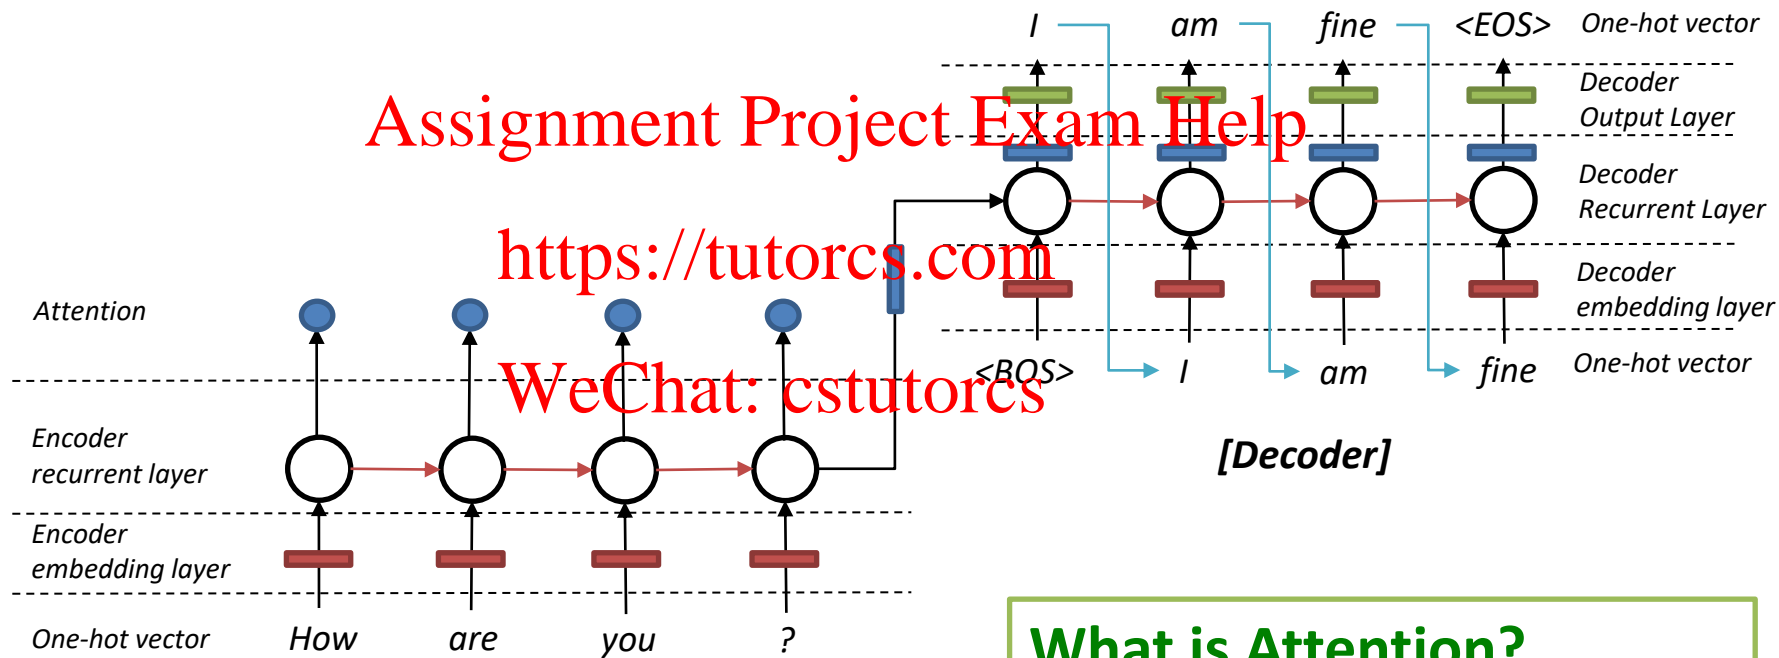 I am fine <EOS> One-hot vector
Decoder
Output Layer
Assignment Project Exam Help
Decoder
Recurrent Layer
https://tutorcs.com
Decoder
embedding layer
Attention
<BOS> I am fine One-hot vector
WeChat: cstutorcs
Encoder
recurrent layer
[Decoder]
Encoder
embedding layer
One-hot vector How are you ?
What is Attention?